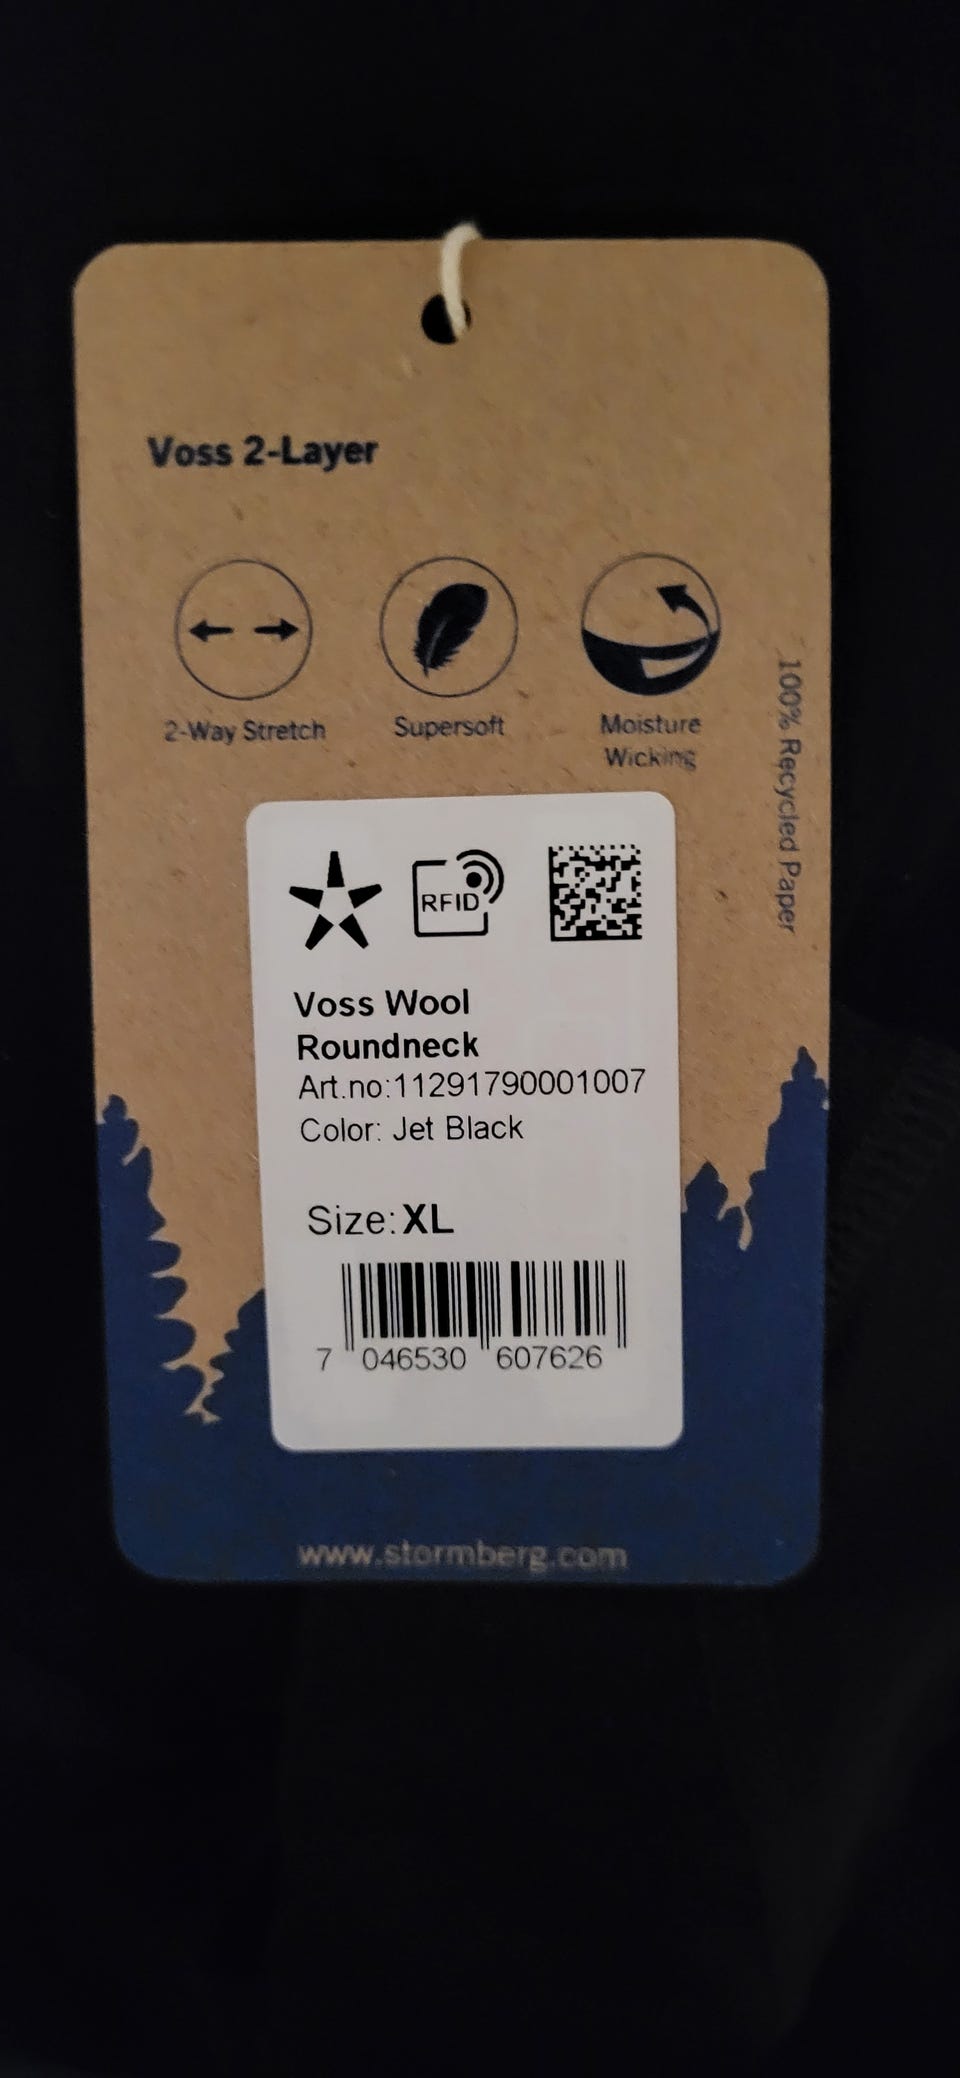 Voss 2-Layer
2-Way Stretch
Supersoft
Moisture
Wicking
100% Recycled Paper
RFID
Voss Wool
Roundneck
Art.no:11291790001007
Color: Jet Black
Size: XL
7 046530 607626
www.stormberg.com